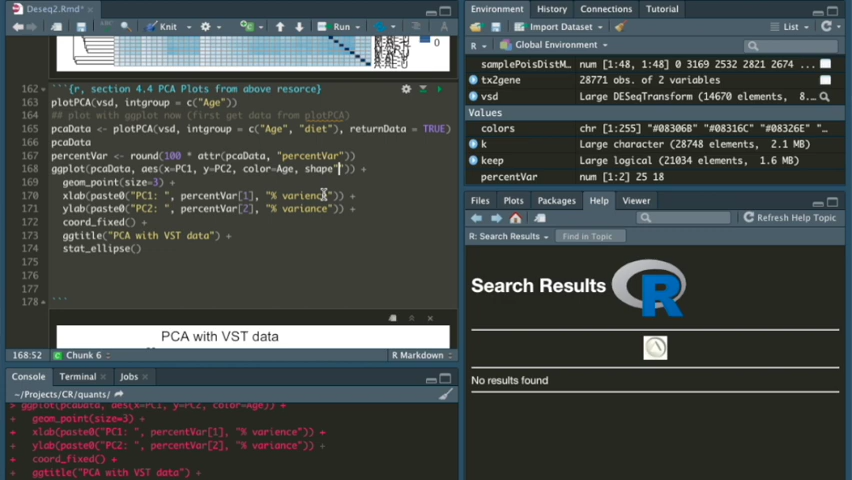 Deseq2.Rmd*
Knit
Run
0
162 ```{r, section 4.4 PCA Plots from above resorce}
163 plotPCA(vsd, intgroup = c("Age"))
164 ## plot with ggplot now (first get data from plotPCA)
165 pcaData <- plotPCA(vsd, intgroup = c("Age", "diet"), returnData = TRUE)
166 pcaData
167 percentVar <- round(100 * attr(pcaData, "percentVar"))
168 ggplot(pcaData, aes(x=PC1, y=PC2, color=Age, shape"")) +
169 geom_point(size=3) +
170 xlab(paste0("PC1: ", percentVar[1], "% varience")) +
171 ylab(paste0("PC2: ", percentVar[2], "% variance")) +
172 coord_fixed() +
173 ggtitle("PCA with VST data") +
174 stat_ellipse()
175
176
177
178 ```
PCA with VST data
168:52 Chunk 6 R Markdown
Console Terminal Jobs
~/Projects/CR/quants/
> ggplot(pcaData, aes(x=PC1, y=PC2, color=Age)) +
+ geom_point(size=3) +
+ xlab(paste0("PC1: ", percentVar[1], "% varience")) +
+ ylab(paste0("PC2: ", percentVar[2], "% variance")) +
+ coord_fixed() +
+ ggtitle("PCA with VST data") +
Environment History Connections Tutorial
Import Dataset List
R Global Environment
samplePoisDistM… num [1:48, 1:48] 0 3169 2532 2821 2674 …
tx2gene 28771 obs. of 2 variables
vsd Large DESeqTransform (14670 elements, 8…
Values
colors chr [1:255] "#08306B" "#08316D" "#08326…
k Large character (28748 elements, 2.1 Mb)
keep Large logical (21034 elements, 1.6 Mb)
percentVar num [1:2] 25 18
Files Plots Packages Help Viewer
Refresh Help Topic
R: Search Results Find in Topic
Search Results R
No results found